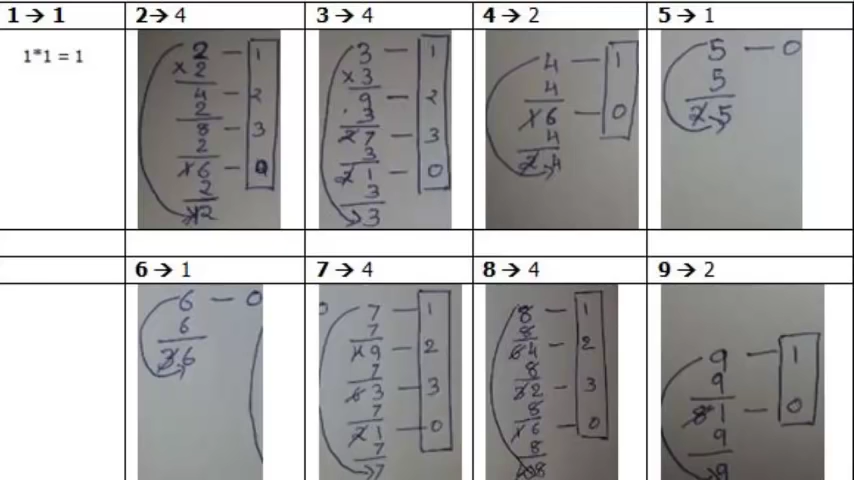 1 → 1
2 → 4
3 → 4
4 → 2
5 → 1
1*1 = 1
2 — 1
×2
4 — 2
2
8 — 3
2
16 — 0
2
12
3 — 1
×3
9 — 2
3
27 — 3
3
21 — 0
3
3
4 — 1
4
16 — 0
4
24
5 — 0
5
25
6 → 1
7 → 4
8 → 4
9 → 2
6 — 0
6
36
7 — 1
7
49 — 2
7
63 — 3
7
21 — 0
7
7
8 — 1
8
64 — 2
8
32 — 3
8
16 — 0
8
8
9 — 1
9
81 — 0
9
9